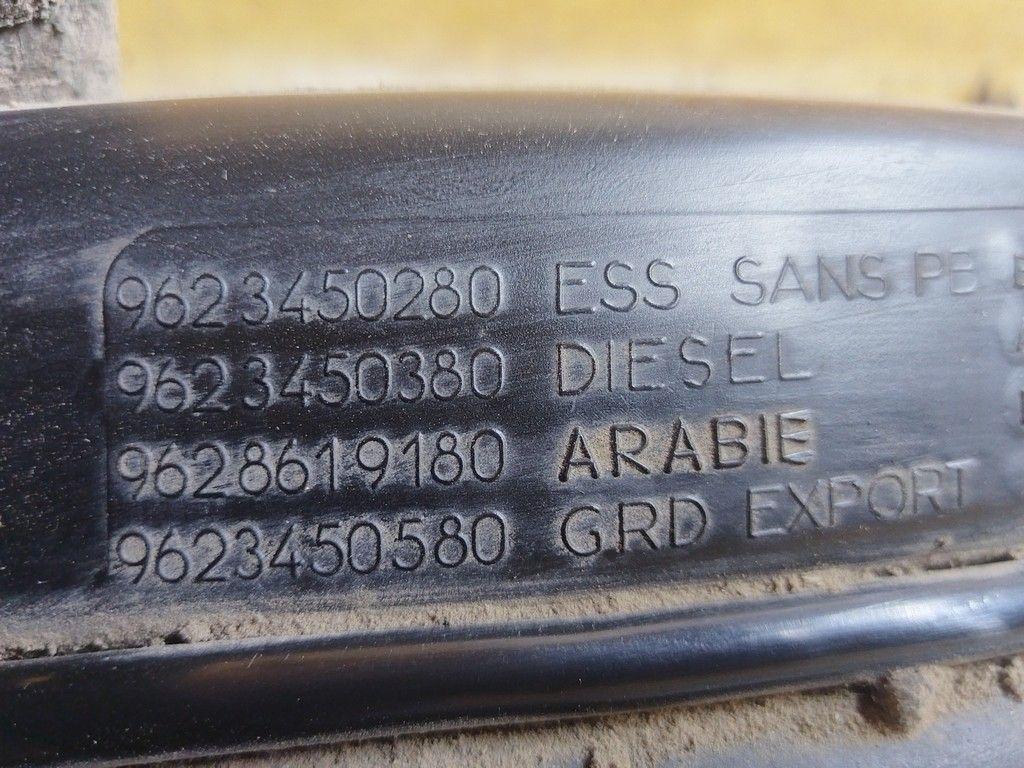 9623450280 ESS SANS PB
9623450380 DIESEL
9628619180 ARABIE
9623450580 GRD EXPORT